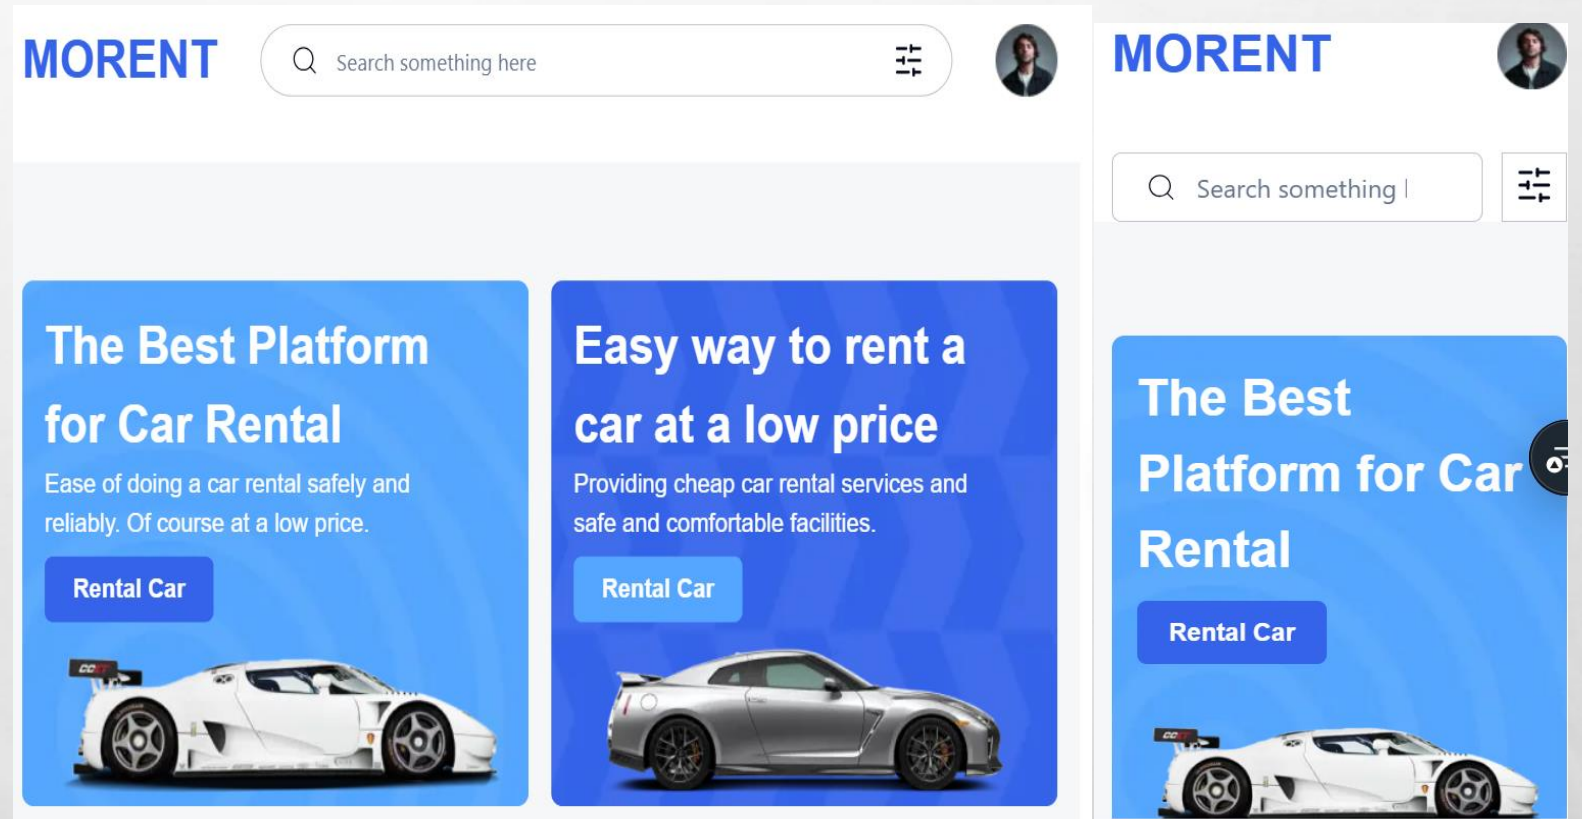 MORENT
Search something here
The Best Platform
for Car Rental
Ease of doing a car rental safely and
reliably. Of course at a low price.
Rental Car
Easy way to rent a
car at a low price
Providing cheap car rental services and
safe and comfortable facilities.
Rental Car
MORENT
Search something
The Best
Platform for Car
Rental
Rental Car